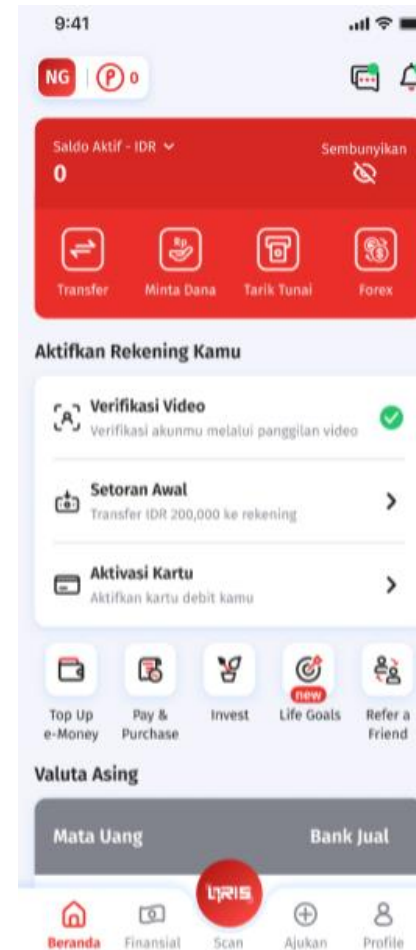 9:41
NG P 0
Saldo Aktif - IDR Sembunyikan
0
Rp
Transfer Minta Dana Tarik Tunai Forex
Aktifkan Rekening Kamu
Verifikasi Video
Verifikasi akunmu melalui panggilan video
Setoran Awal
Transfer IDR 200,000 ke rekening
Aktivasi Kartu
Aktifkan kartu debit kamu
new
Top Up Pay & Invest Life Goals Refer a
e-Money Purchase Friend
Valuta Asing
Mata Uang Bank Jual
QRIS
Beranda Finansial Scan Ajukan Profile